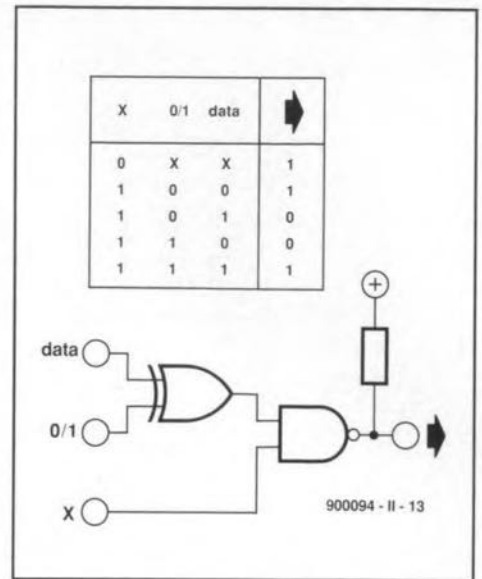 X 0/1 data
0 X X 1
1 0 0 1
1 0 1 0
1 1 0 0
1 1 1 1
+
data
0/1
X
900094 - II - 13